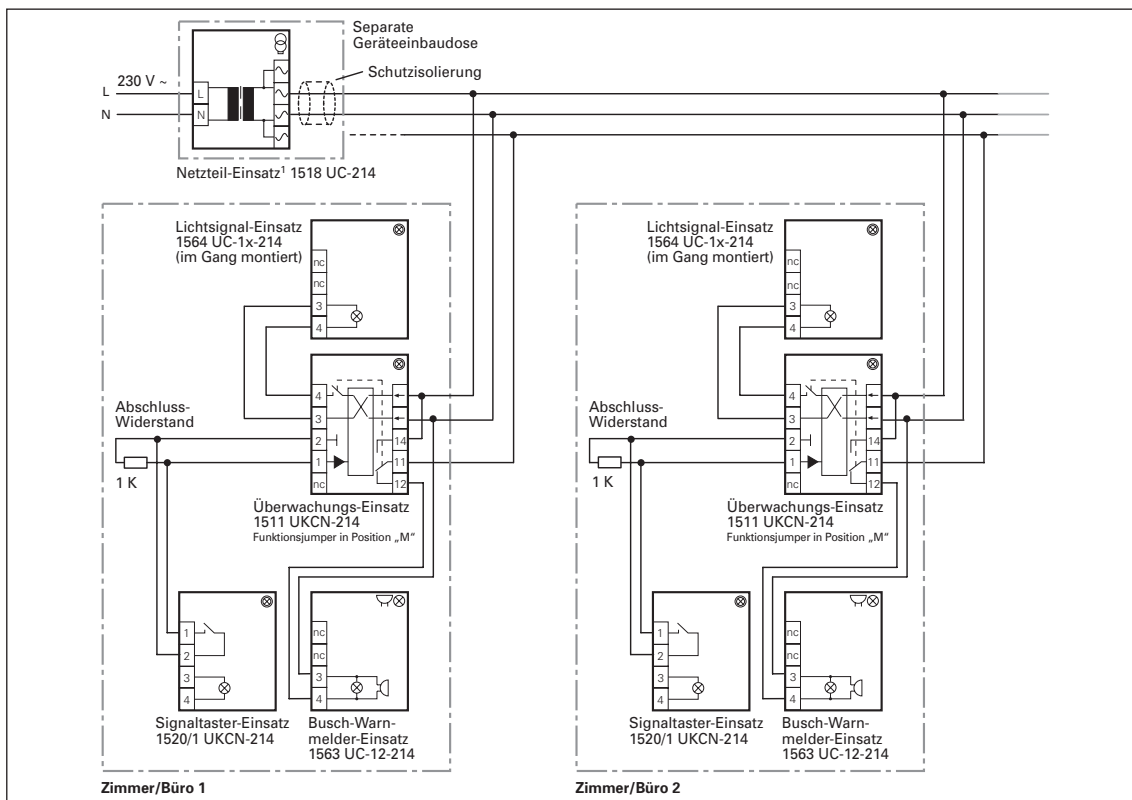 Separate
Geräteeinbaudose
Schutzisolierung
230 V ~
L
N
L
N
Netzteil-Einsatz¹ 1518 UC-214
Lichtsignal-Einsatz
1564 UC-1x-214
(im Gang montiert)
nc
nc
3
4
Abschluss-
Widerstand
1 K
4
3
2
1
nc
14
11
12
Überwachungs-Einsatz
1511 UKCN-214
Funktionsjumper in Position „M“
1
2
3
4
Signaltaster-Einsatz
1520/1 UKCN-214
nc
nc
3
4
Busch-Warn-
melder-Einsatz
1563 UC-12-214
Zimmer/Büro 1
Lichtsignal-Einsatz
1564 UC-1x-214
(im Gang montiert)
nc
nc
3
4
Abschluss-
Widerstand
1 K
4
3
2
1
nc
14
11
12
Überwachungs-Einsatz
1511 UKCN-214
Funktionsjumper in Position „M“
1
2
3
4
Signaltaster-Einsatz
1520/1 UKCN-214
nc
nc
3
4
Busch-Warn-
melder-Einsatz
1563 UC-12-214
Zimmer/Büro 2